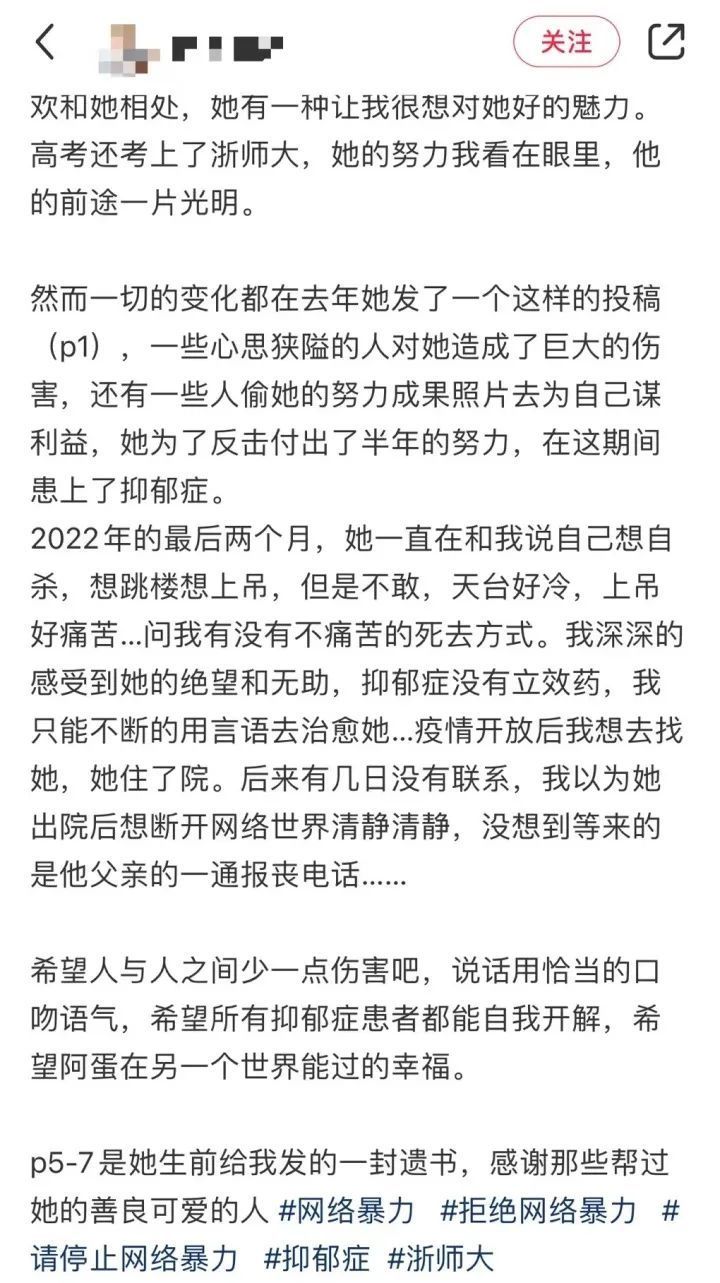 关注
欢和她相处，她有一种让我很想对她好的魅力。
高考还考上了浙师大，她的努力我看在眼里，他
的前途一片光明。
然而一切的变化都在去年她发了一个这样的投稿
（p1），一些心思狭隘的人对她造成了巨大的伤
害，还有一些人偷她的努力成果照片去为自己谋
利益，她为了反击付出了半年的努力，在这期间
患上了抑郁症。
2022年的最后两个月，她一直在和我说自己想自
杀，想跳楼想上吊，但是不敢，天台好冷，上吊
好痛苦...问我有没有不痛苦的死去方式。我深深的
感受到她的绝望和无助，抑郁症没有立效药，我
只能不断的用言语去治愈她...疫情开放后我想去找
她，她住了院。后来有几日没有联系，我以为她
出院后想断开网络世界清静清静，没想到等来的
是他父亲的一通报丧电话......
希望人与人之间少一点伤害吧，说话用恰当的口
吻语气，希望所有抑郁症患者都能自我开解，希
望阿蛋在另一个世界能过的幸福。
p5-7是她生前给我发的一封遗书，感谢那些帮过
她的善良可爱的人 #网络暴力 #拒绝网络暴力 #
请停止网络暴力 #抑郁症 #浙师大